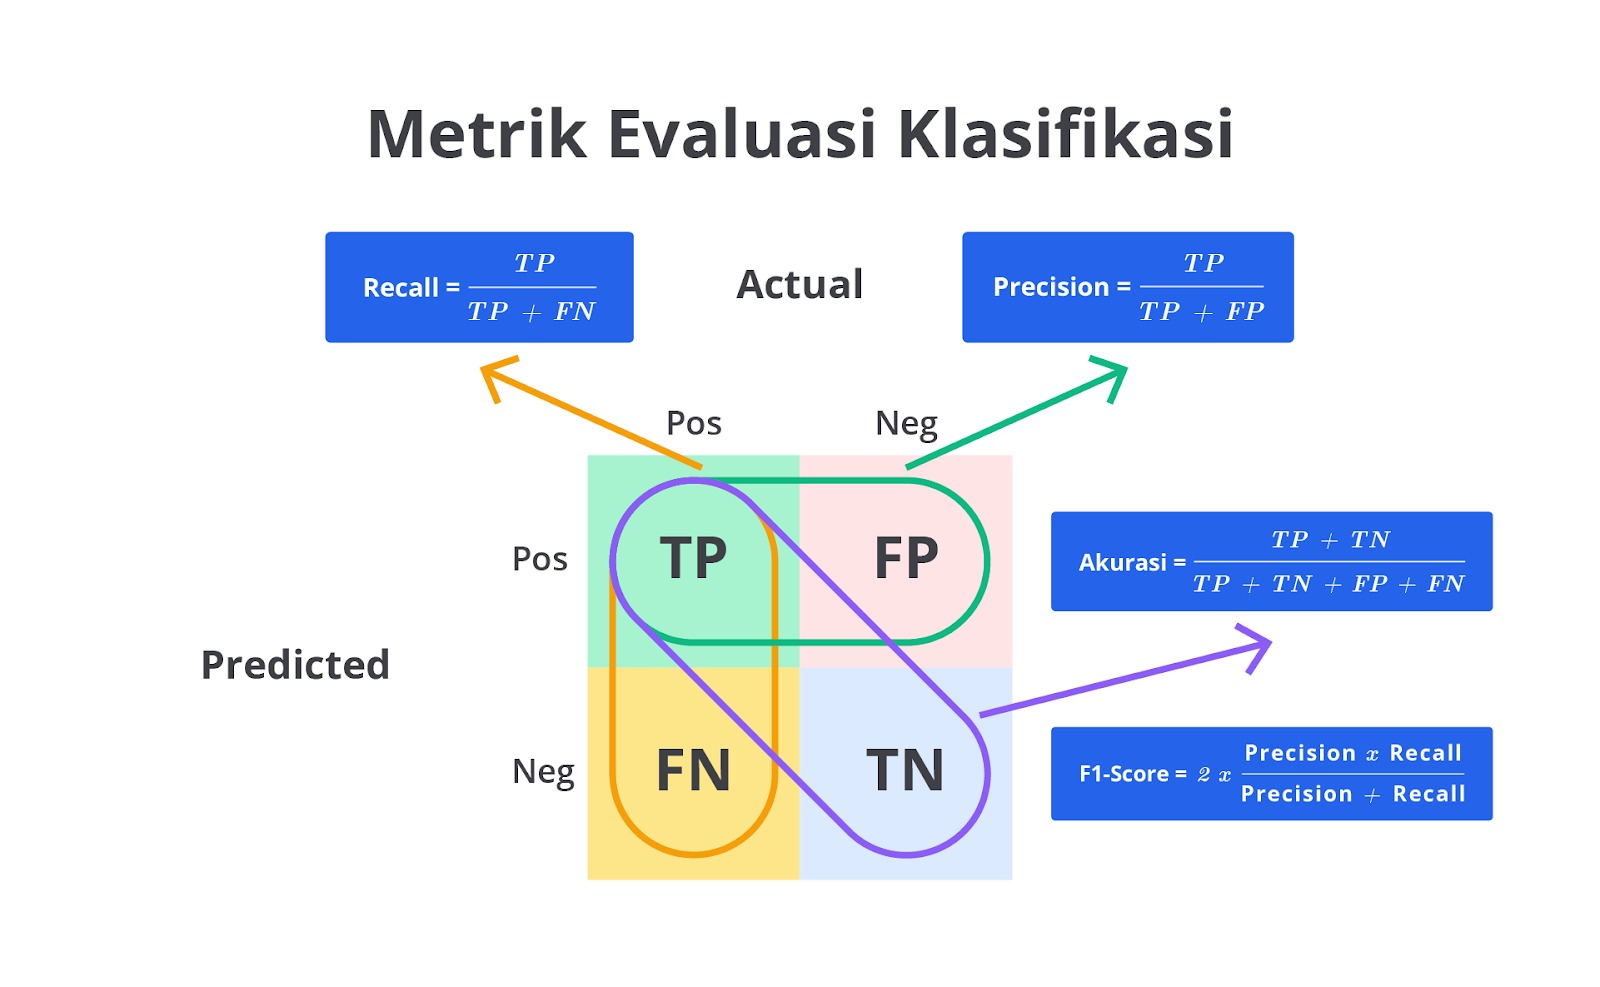 Metrik Evaluasi Klasifikasi
Recall = TP
TP + FN
Actual
Precision = TP
TP + FP
Pos
Neg
Pos
TP
FP
Akurasi = TP + TN
TP + TN + FP + FN
Predicted
Neg
FN
TN
F1-Score = 2 x Precision x Recall
Precision + Recall